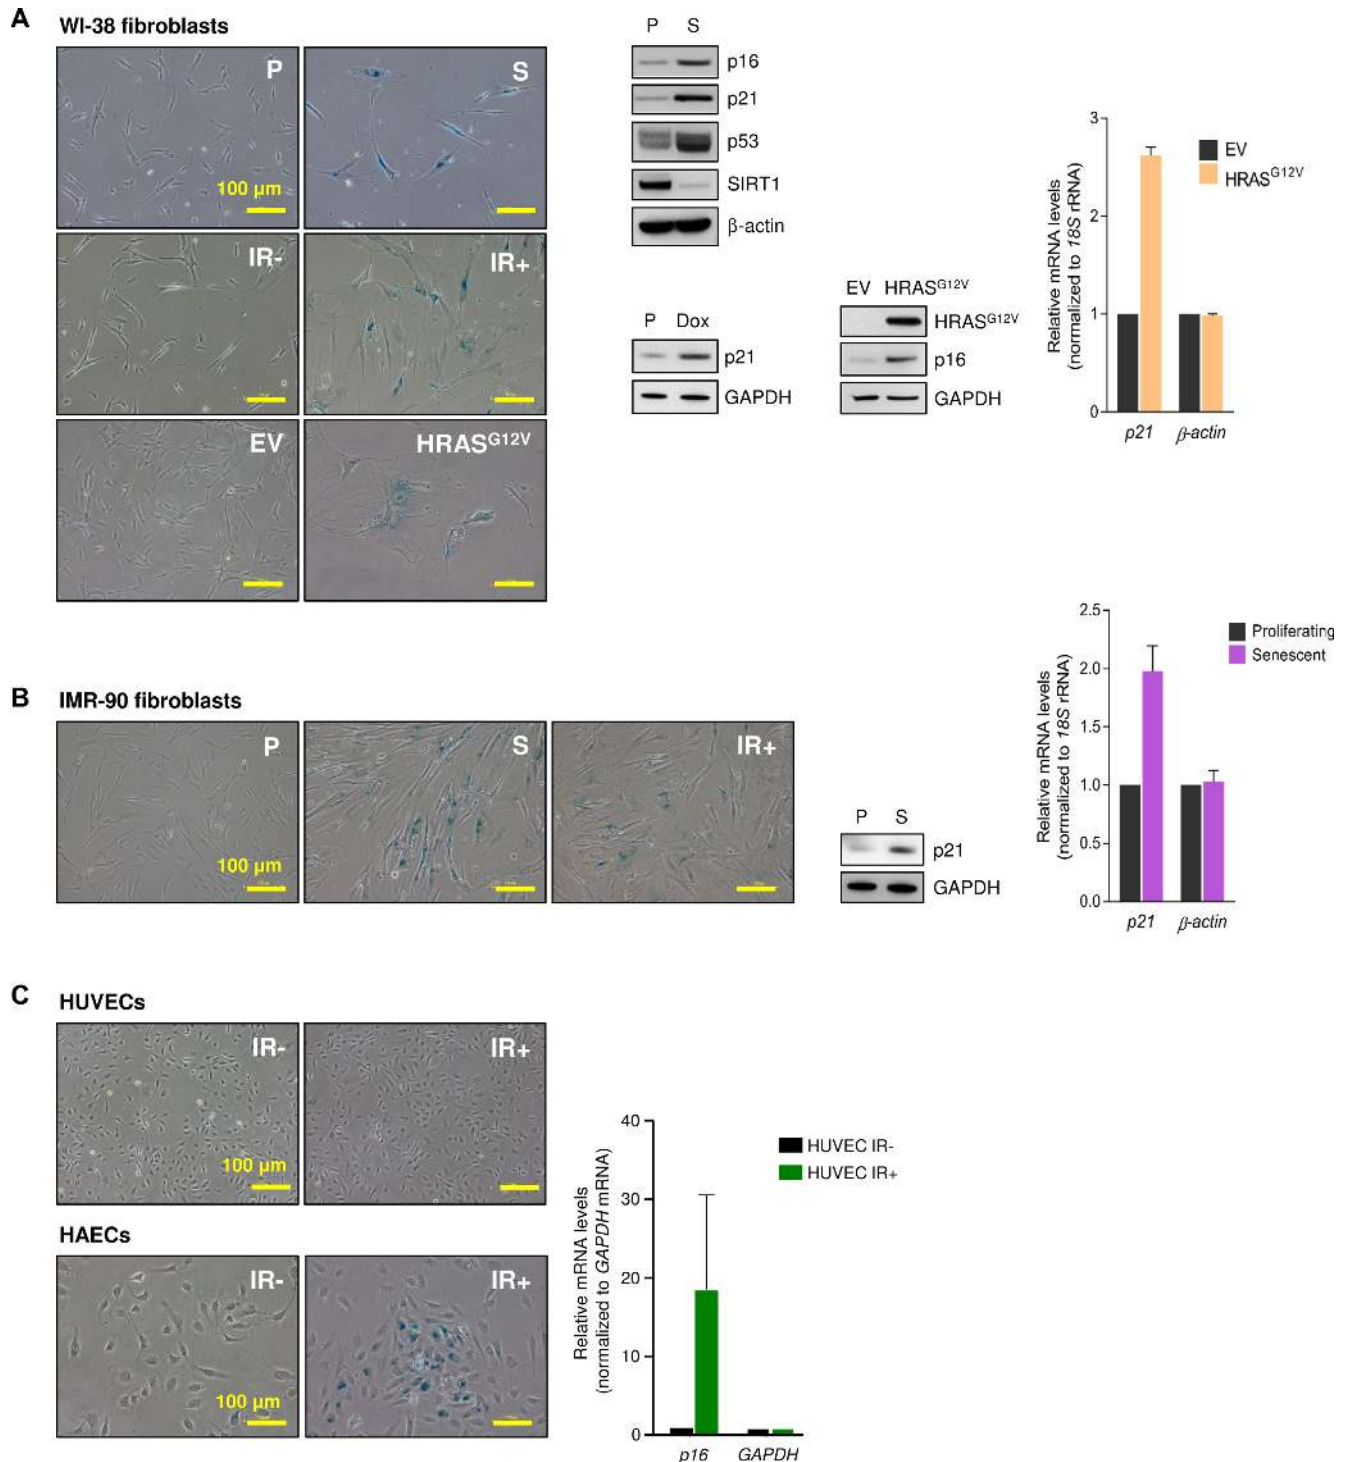 A
WI-38 fibroblasts
P
100 µm
S
IR-
IR+
EV
HRASG12V
P S
p16
p21
p53
SIRT1
β-actin
P Dox
p21
GAPDH
EV HRASG12V
HRASG12V
p16
GAPDH
Relative mRNA levels
(normalized to 18S rRNA)
3
2
1
0
EV
HRASG12V
p21 β-actin
B
IMR-90 fibroblasts
P
100 µm
S
IR+
P S
p21
GAPDH
Relative mRNA levels
(normalized to 18S rRNA)
2.5
2.0
1.5
1.0
0.5
0.0
Proliferating
Senescent
p21 β-actin
C
HUVECs
IR-
100 µm
IR+
HAECs
IR-
100 µm
IR+
Relative mRNA levels
(normalized to GAPDH mRNA)
40
30
20
10
0
HUVEC IR-
HUVEC IR+
p16 GAPDH